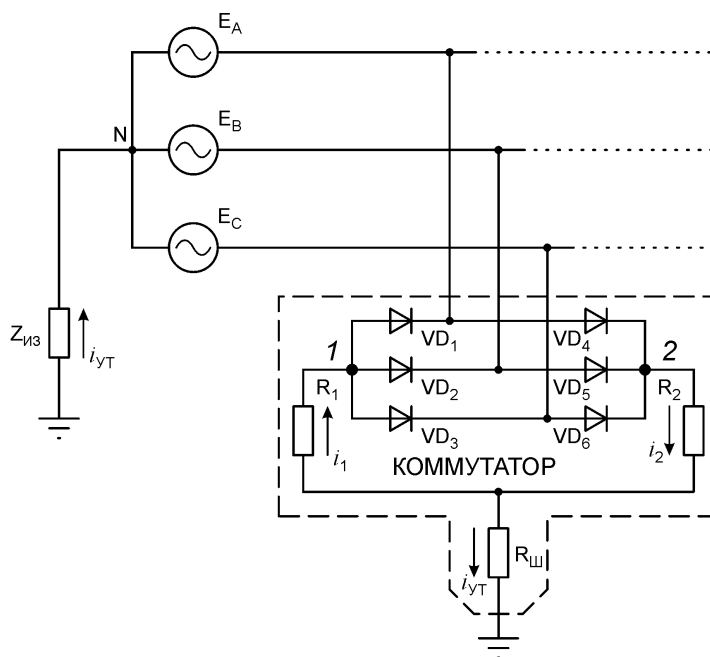 E_A
N
E_B
E_C
Z_ИЗ
i_УТ
1
VD_1
VD_4
2
R_1
VD_2
VD_5
R_2
VD_3
VD_6
i_1
i_2
КОММУТАТОР
i_УТ
R_Ш